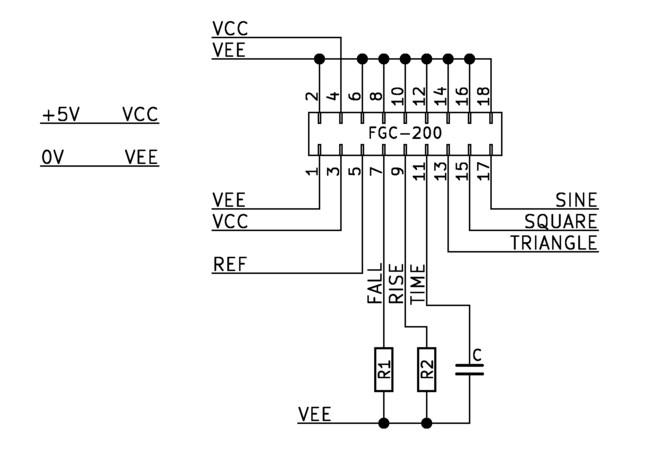 VCC
VEE
2 4 6 8 10 12 14 16 18
+5V VCC
FGC-200
0V VEE
1 3 5 7 9 11 13 15 17
VEE SINE
VCC SQUARE
TRIANGLE
REF
FALL RISE TIME
R1 R2 C
VEE